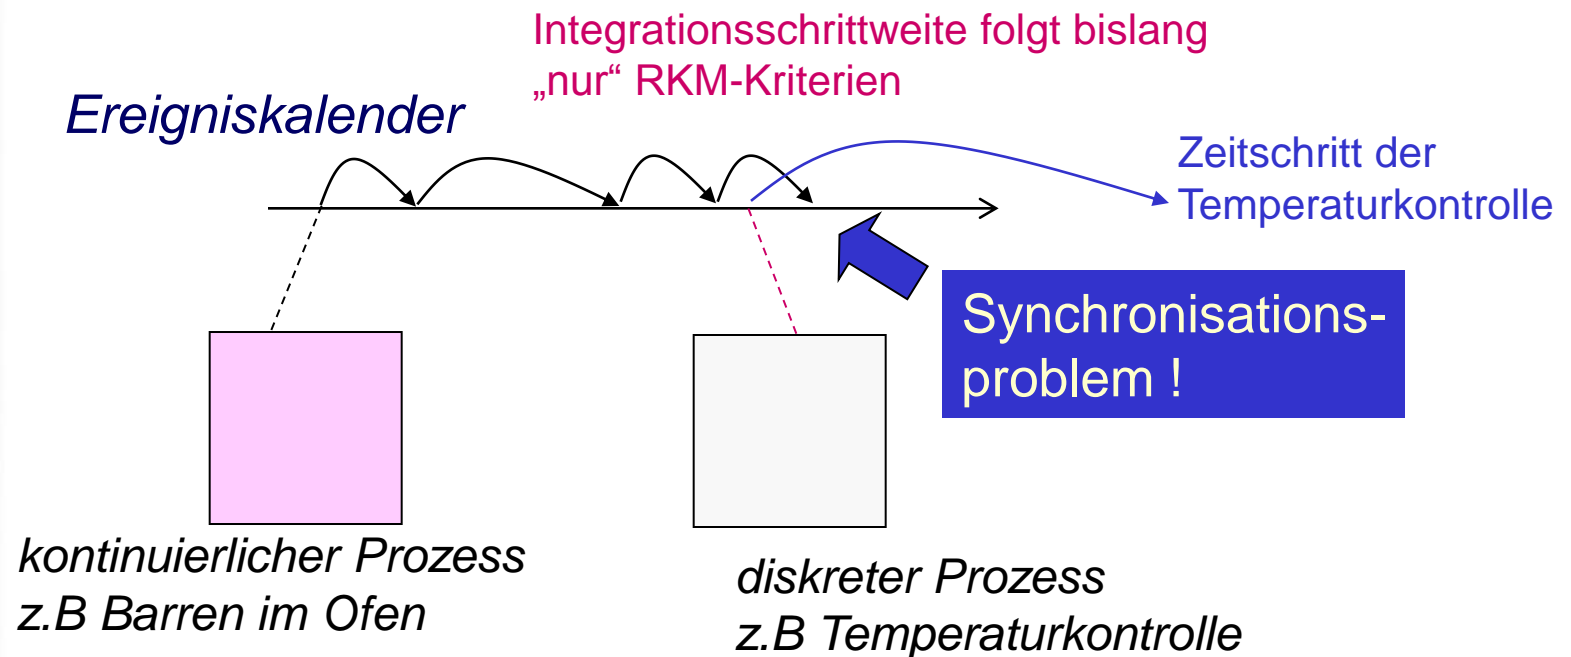 Integrationsschrittweite folgt bislang
„nur“ RKM-Kriterien
Ereigniskalender
Zeitschritt der
Temperaturkontrolle
Synchronisations-
problem !
kontinuierlicher Prozess
z.B Barren im Ofen
diskreter Prozess
z.B Temperaturkontrolle